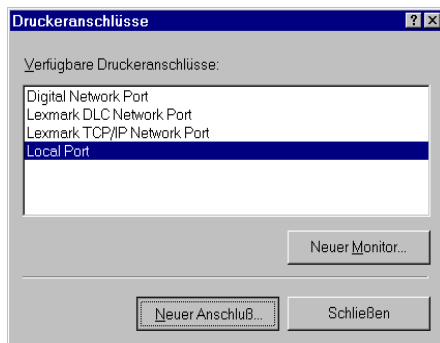 Druckeranschlüsse
Verfügbare Druckeranschlüsse:
Digital Network Port
Lexmark DLC Network Port
Lexmark TCP/IP Network Port
Local Port
Neuer Monitor...
Neuer Anschluß... Schließen